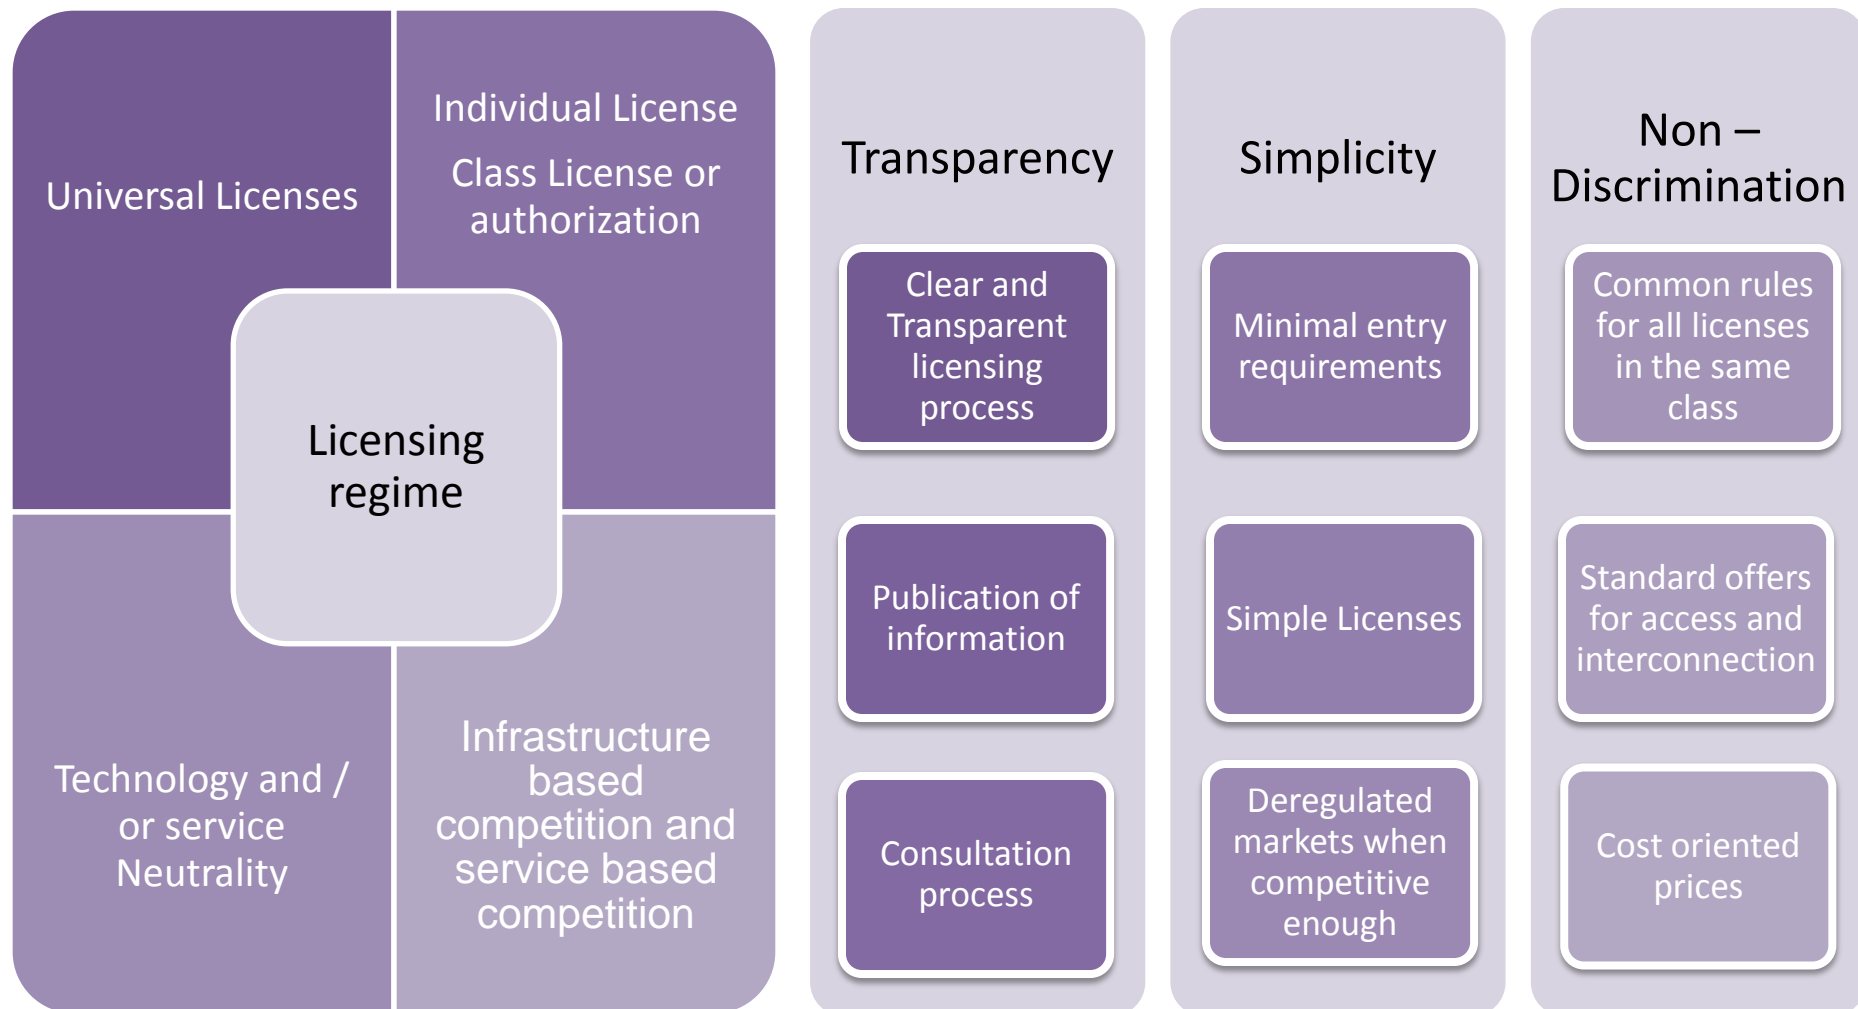 Universal Licenses
Individual License
Class License or
authorization
Licensing
regime
Technology and /
or service
Neutrality
Infrastructure
based
competition and
service based
competition
Transparency
Clear and
Transparent
licensing
process
Publication of
information
Consultation
process
Simplicity
Minimal entry
requirements
Simple Licenses
Deregulated
markets when
competitive
enough
Non –
Discrimination
Common rules
for all licenses
in the same
class
Standard offers
for access and
interconnection
Cost oriented
prices